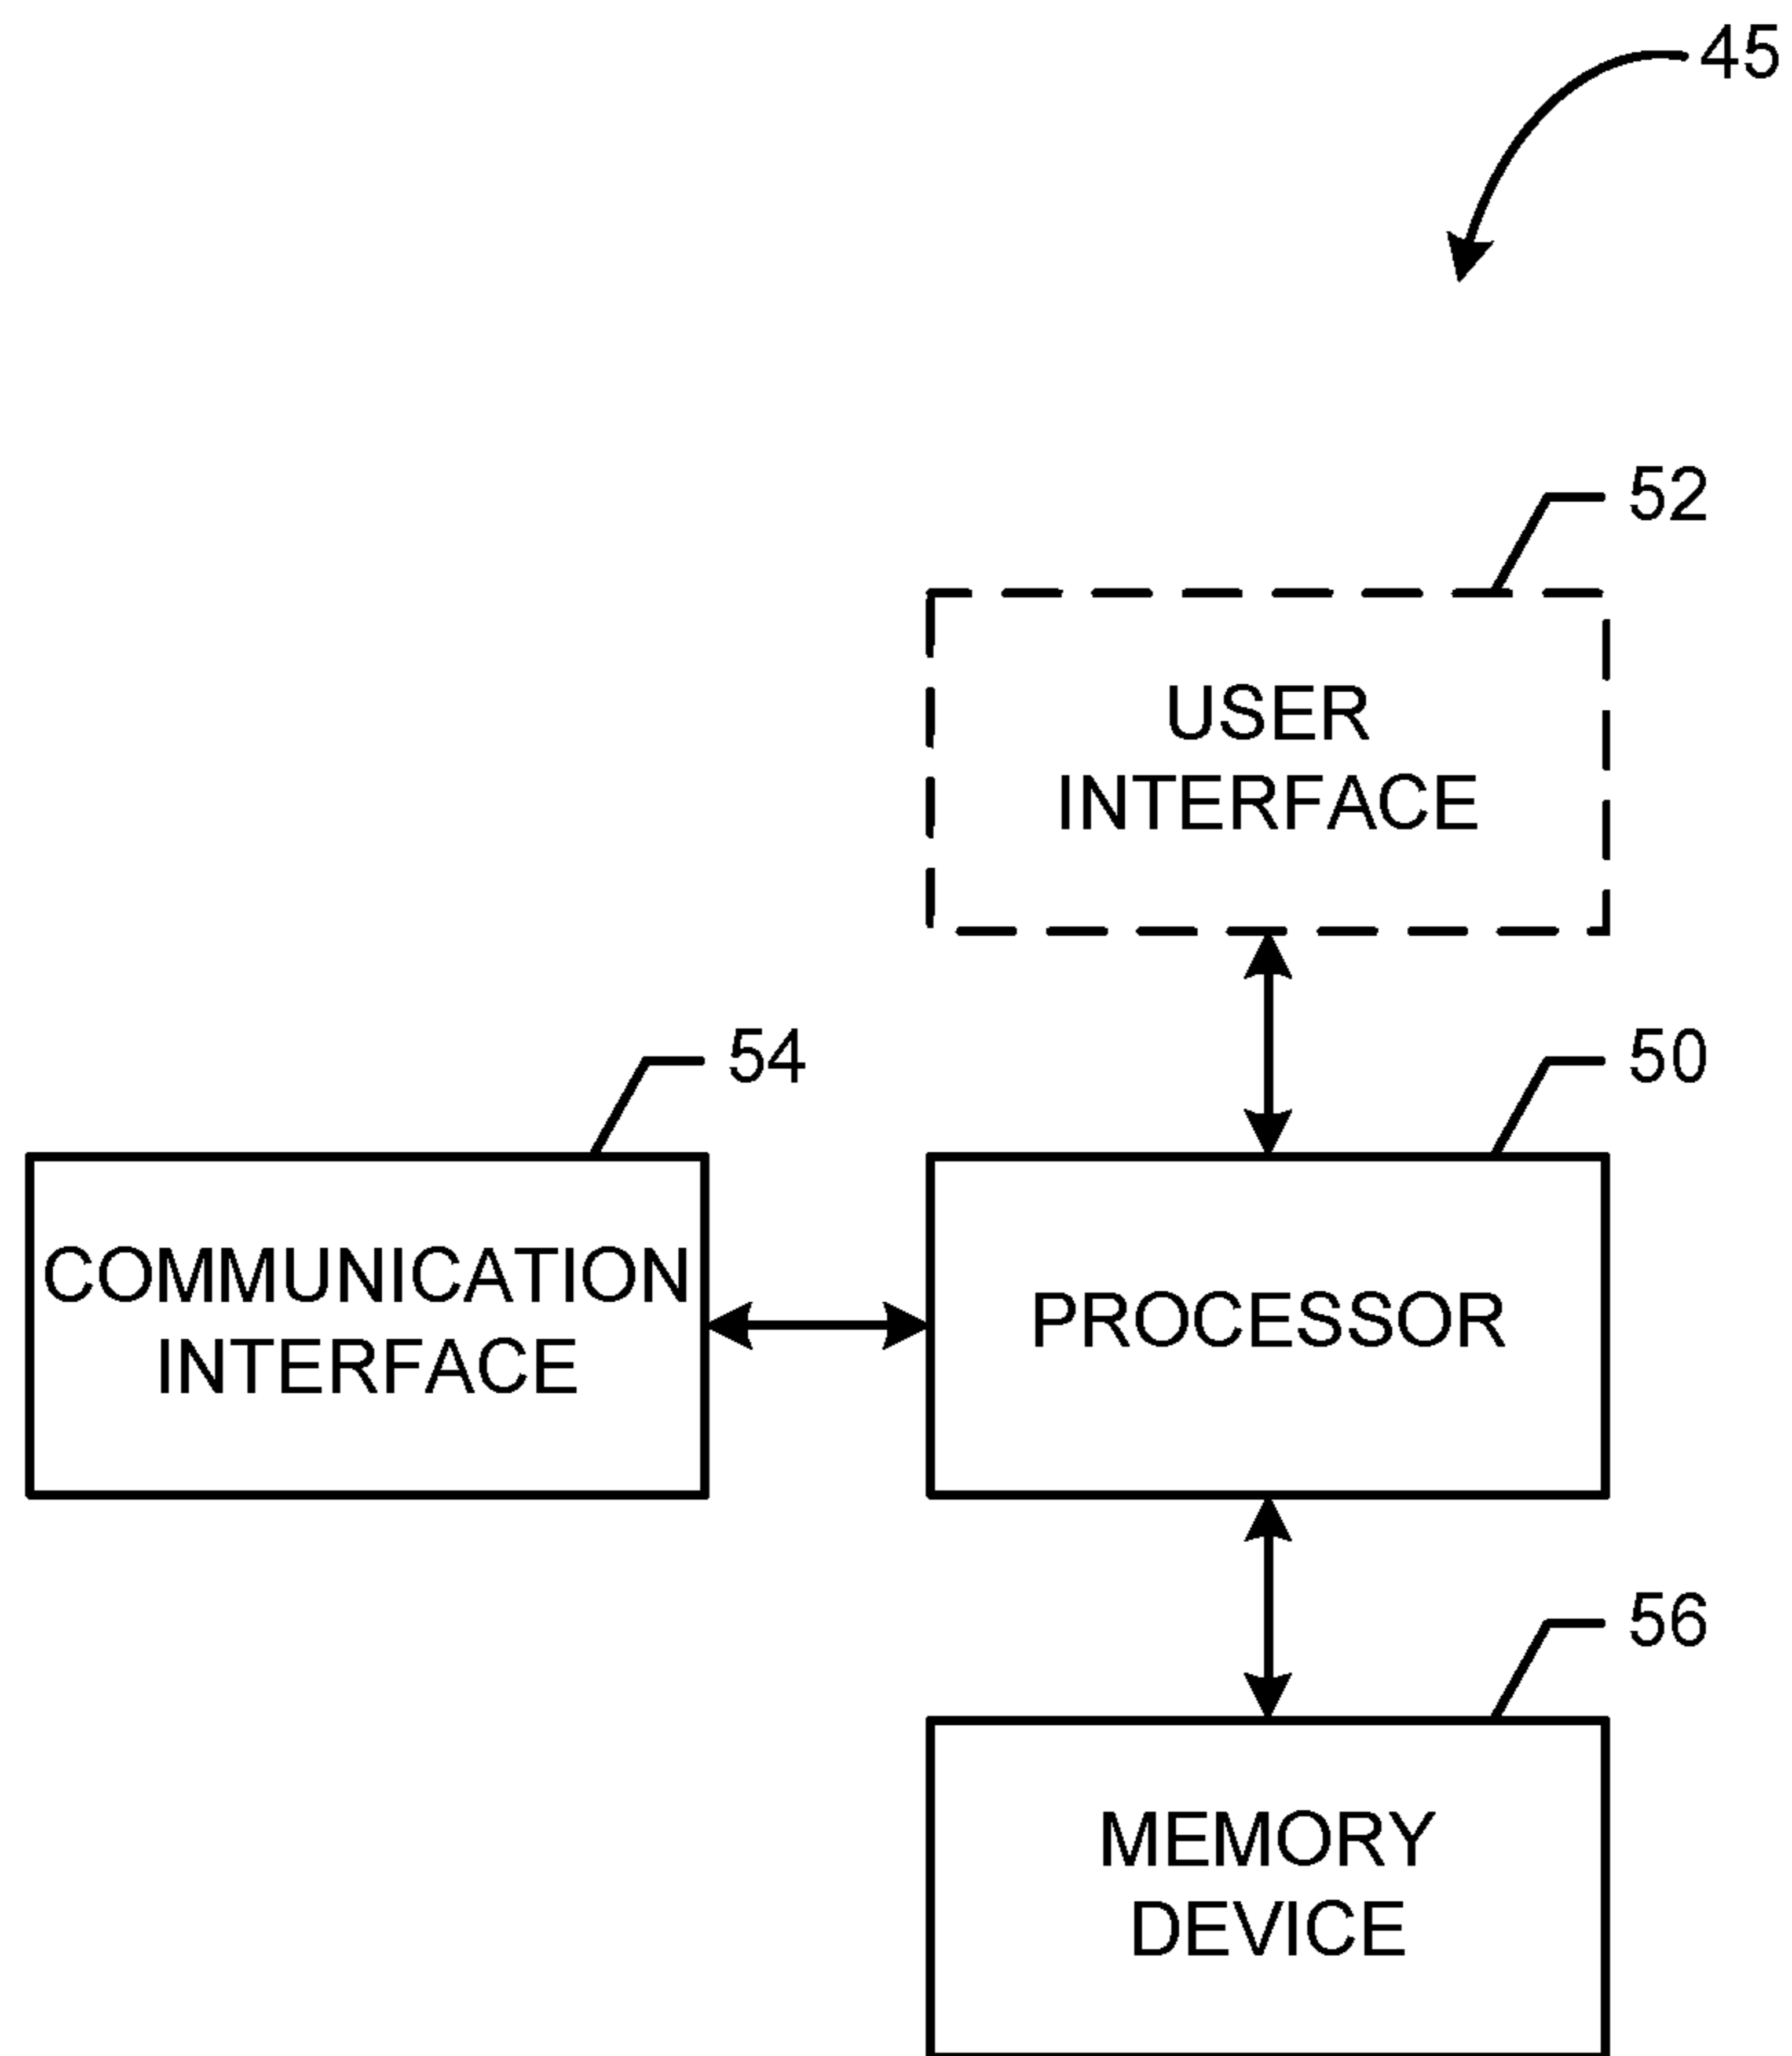 45
52
USER
INTERFACE
54
50
COMMUNICATION
INTERFACE
PROCESSOR
56
MEMORY
DEVICE